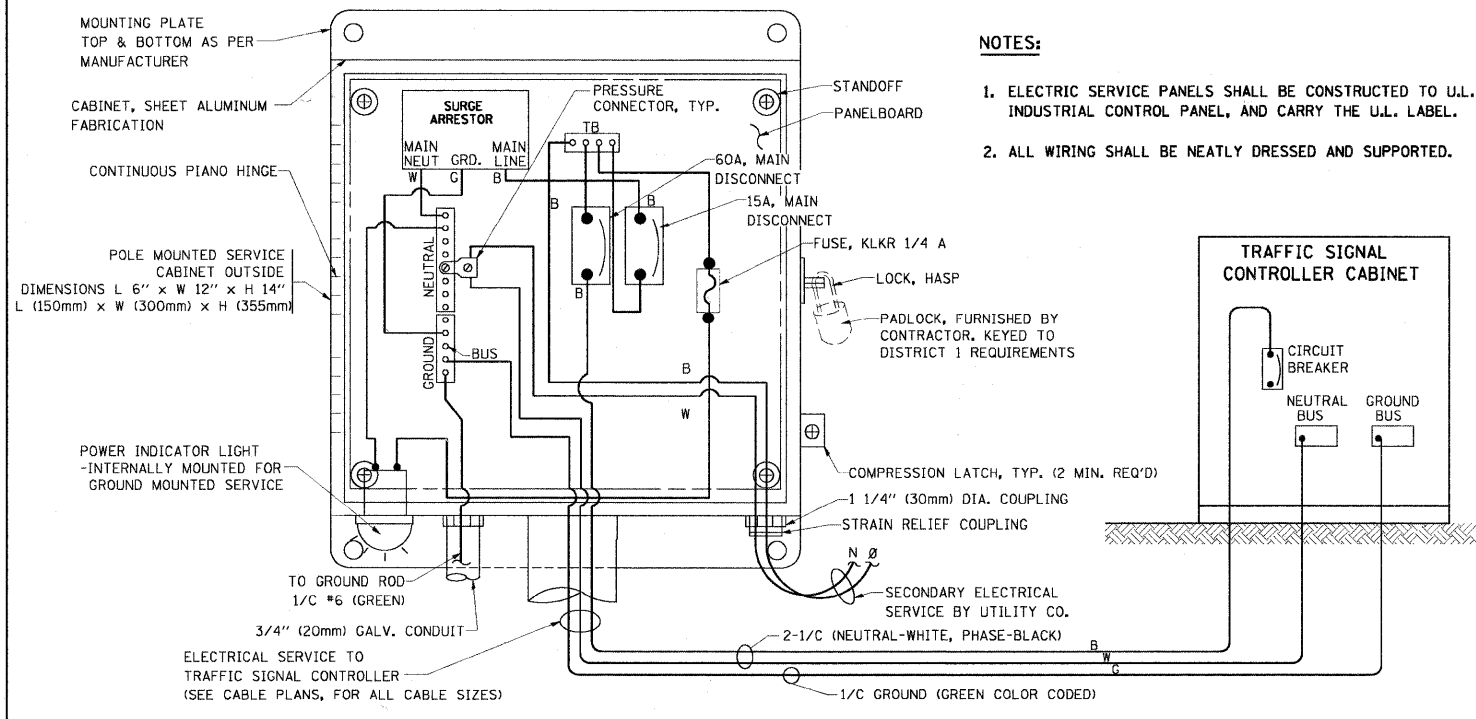 MOUNTING PLATE
TOP & BOTTOM AS PER
MANUFACTURER
CABINET, SHEET ALUMINUM
FABRICATION
CONTINUOUS PIANO HINGE
POLE MOUNTED SERVICE
CABINET OUTSIDE
DIMENSIONS L 6" x W 12" x H 14"
L (150mm) x W (300mm) x H (355mm)
POWER INDICATOR LIGHT
-INTERNALLY MOUNTED FOR
GROUND MOUNTED SERVICE
TO GROUND ROD
1/C #6 (GREEN)
3/4" (20mm) GALV. CONDUIT
ELECTRICAL SERVICE TO
TRAFFIC SIGNAL CONTROLLER
(SEE CABLE PLANS, FOR ALL CABLE SIZES)
SURGE
ARRESTOR
MAIN
NEUT
GRD.
MAIN
LINE
W
G
B
PRESSURE
CONNECTOR, TYP.
TB
NEUTRAL
GROUND
BUS
B
B
B
B
W
STANDOFF
PANELBOARD
60A, MAIN
DISCONNECT
15A, MAIN
DISCONNECT
FUSE, KLKR 1/4 A
LOCK, HASP
PADLOCK, FURNISHED BY
CONTRACTOR. KEYED TO
DISTRICT 1 REQUIREMENTS
COMPRESSION LATCH, TYP. (2 MIN. REQ'D)
1 1/4" (30mm) DIA. COUPLING
STRAIN RELIEF COUPLING
N Ø
SECONDARY ELECTRICAL
SERVICE BY UTILITY CO.
2-1/C (NEUTRAL-WHITE, PHASE-BLACK)
B
W
G
1/C GROUND (GREEN COLOR CODED)
NOTES:
1. ELECTRIC SERVICE PANELS SHALL BE CONSTRUCTED TO U.L.
INDUSTRIAL CONTROL PANEL, AND CARRY THE U.L. LABEL.
2. ALL WIRING SHALL BE NEATLY DRESSED AND SUPPORTED.
TRAFFIC SIGNAL
CONTROLLER CABINET
CIRCUIT
BREAKER
NEUTRAL
BUS
GROUND
BUS